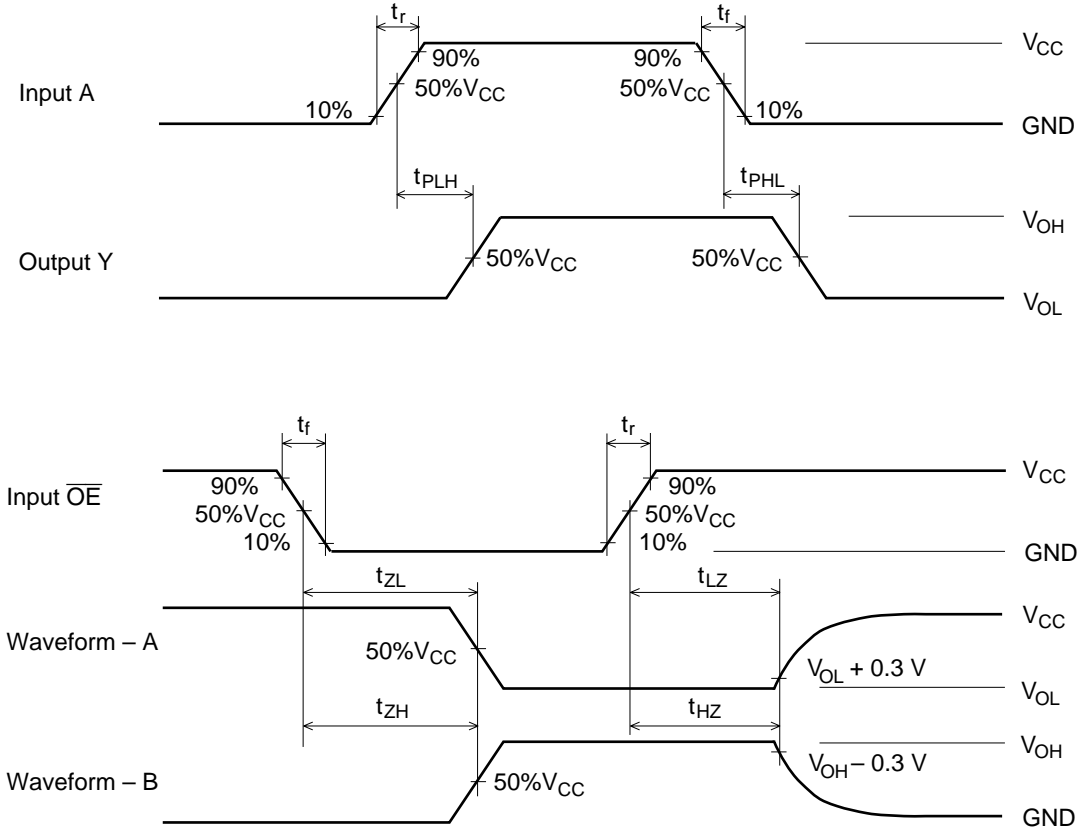 tr
tf
VCC
90%
90%
Input A
50%VCC
50%VCC
10%
10%
GND
tPLH
tPHL
VOH
Output Y
50%VCC
50%VCC
VOL
tf
tr
VCC
90%
90%
Input OE
50%VCC
50%VCC
10%
10%
GND
tZL
tLZ
VCC
Waveform – A
50%VCC
VOL + 0.3 V
VOL
tZH
tHZ
VOH
VOH – 0.3 V
Waveform – B
50%VCC
GND